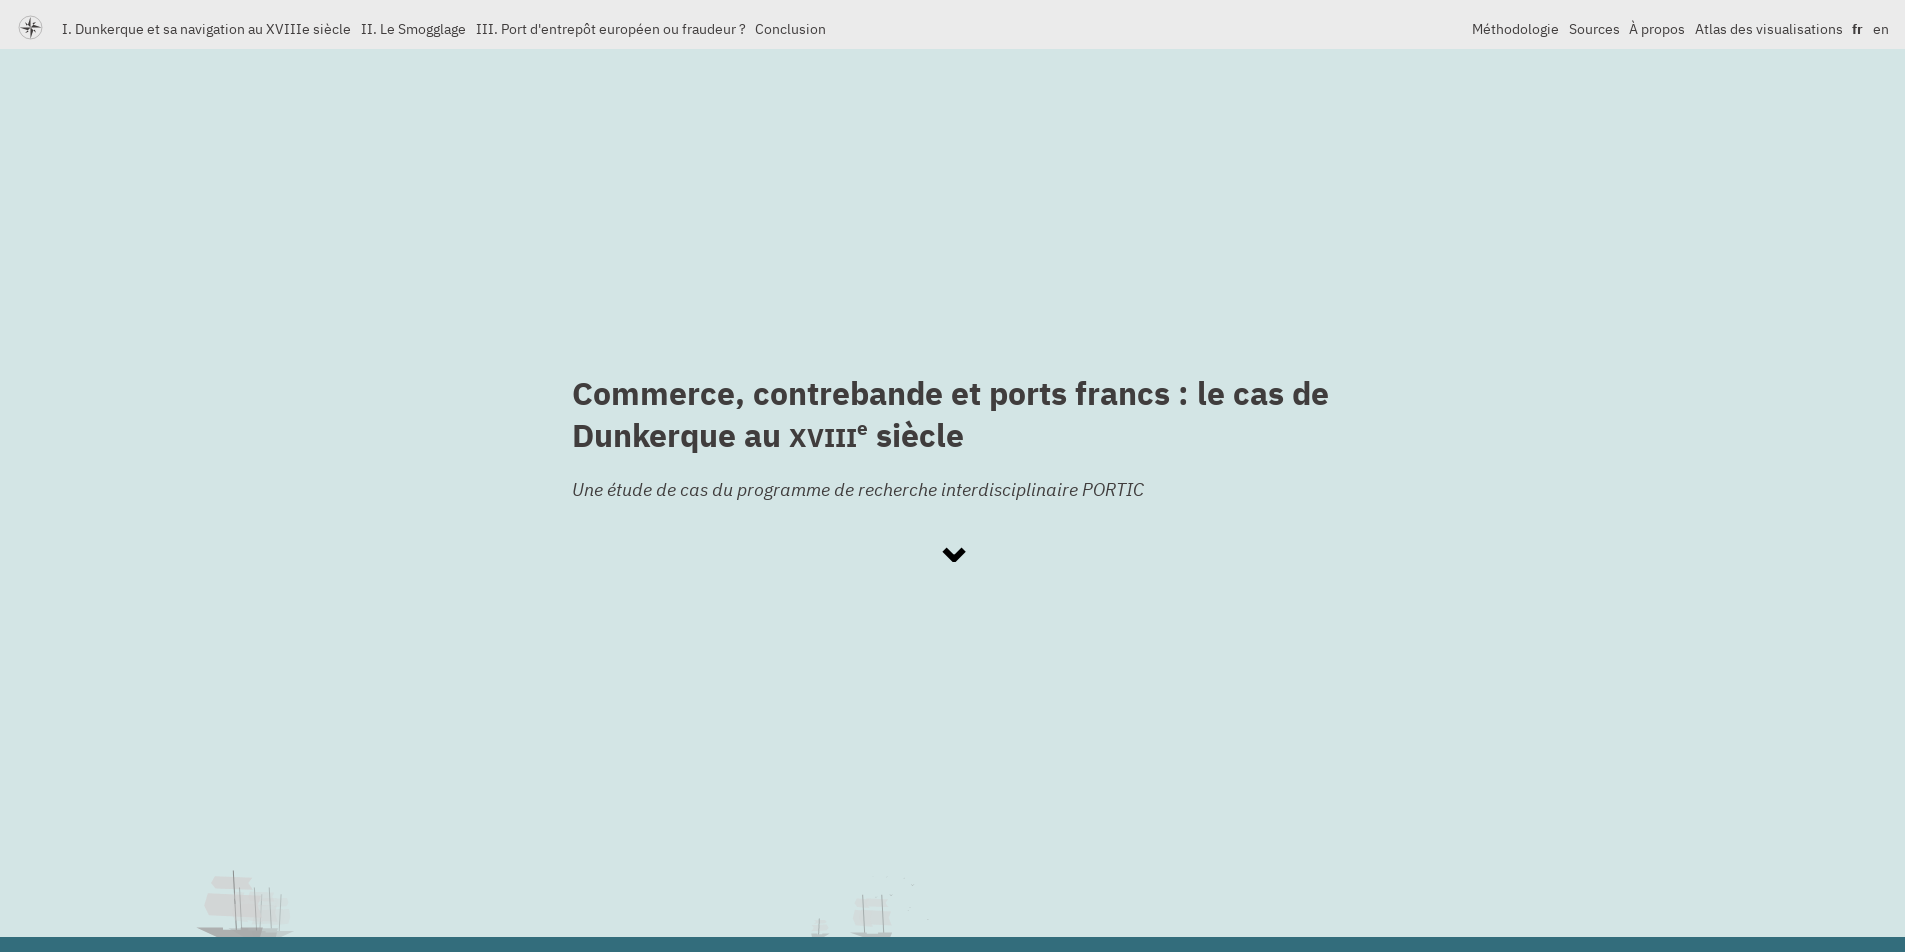 I. Dunkerque et sa navigation au XVIIIe siècle II. Le Smogglage III. Port d'entrepôt européen ou fraudeur ? Conclusion Méthodologie Sources À propos Atlas des visualisations fr en
Commerce, contrebande et ports francs : le cas de
Dunkerque au XVIIIe siècle
Une étude de cas du programme de recherche interdisciplinaire PORTIC